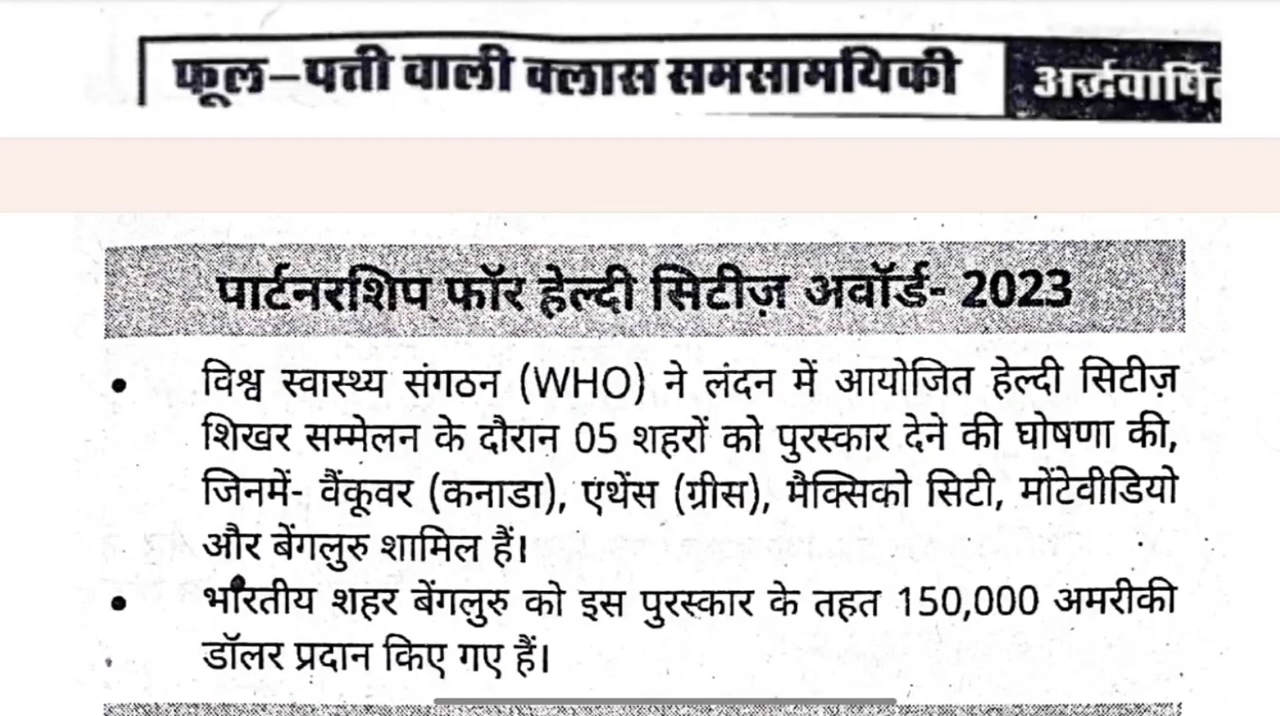 फूल-पत्ती वाली क्लास समसामयिकी
पार्टनरशिप फॉर हेल्दी सिटीज़ अवॉर्ड- 2023
• विश्व स्वास्थ्य संगठन (WHO) ने लंदन में आयोजित हेल्दी सिटीज़
शिखर सम्मेलन के दौरान 05 शहरों को पुरस्कार देने की घोषणा की,
जिनमें- वैंकूवर (कनाडा), एथेंस (ग्रीस), मैक्सिको सिटी, मोंटेवीडियो
और बेंगलुरु शामिल हैं।
• भारतीय शहर बेंगलुरु को इस पुरस्कार के तहत 150,000 अमरीकी
डॉलर प्रदान किए गए हैं।